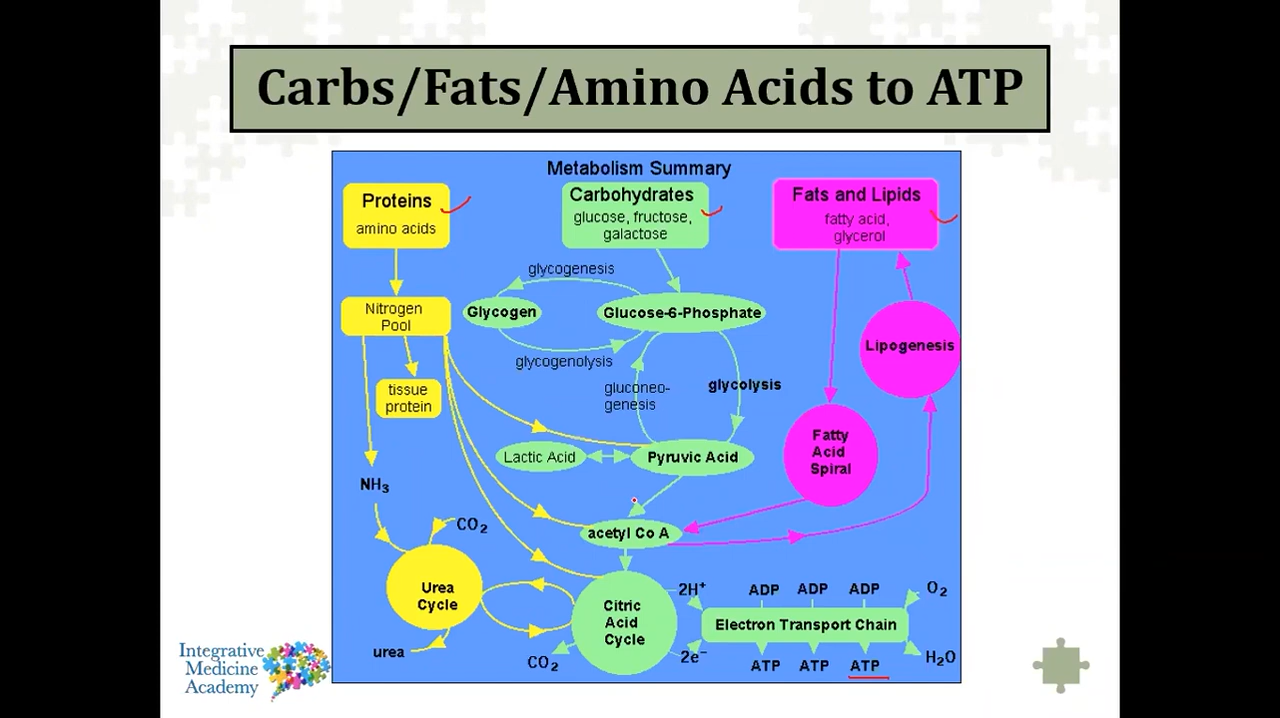 Carbs/Fats/Amino Acids to ATP
Metabolism Summary
Proteins
amino acids
Carbohydrates
glucose, fructose,
galactose
Fats and Lipids
fatty acid,
glycerol
glycogenesis
Nitrogen
Pool
Glycogen
Glucose-6-Phosphate
Lipogenesis
glycogenolysis
tissue
protein
gluconeo-
genesis
glycolysis
Fatty
Acid
Spiral
Lactic Acid
Pyruvic Acid
NH3
CO2
acetyl Co A
Urea
Cycle
Citric
Acid
Cycle
2H+
ADP ADP ADP
O2
Electron Transport Chain
urea
CO2
2e-
ATP ATP ATP
H2O
Integrative
Medicine
Academy